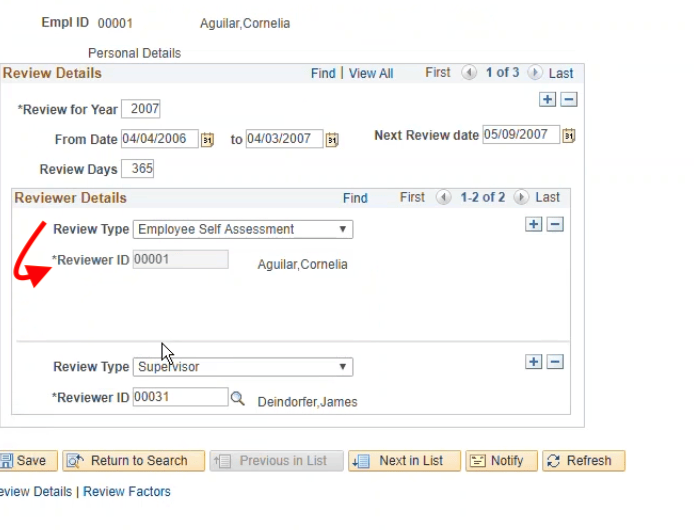 Empl ID 00001 Aguilar,Cornelia
Personal Details
Review Details Find | View All First 1 of 3 Last
*Review for Year 2007
From Date 04/04/2006 to 04/03/2007 Next Review date 05/09/2007
Review Days 365
Reviewer Details Find First 1-2 of 2 Last
Review Type Employee Self Assessment
*Reviewer ID 00001 Aguilar,Cornelia
Review Type Supervisor
*Reviewer ID 00031 Deindorfer,James
Save Return to Search Previous in List Next in List Notify Refresh
eview Details | Review Factors